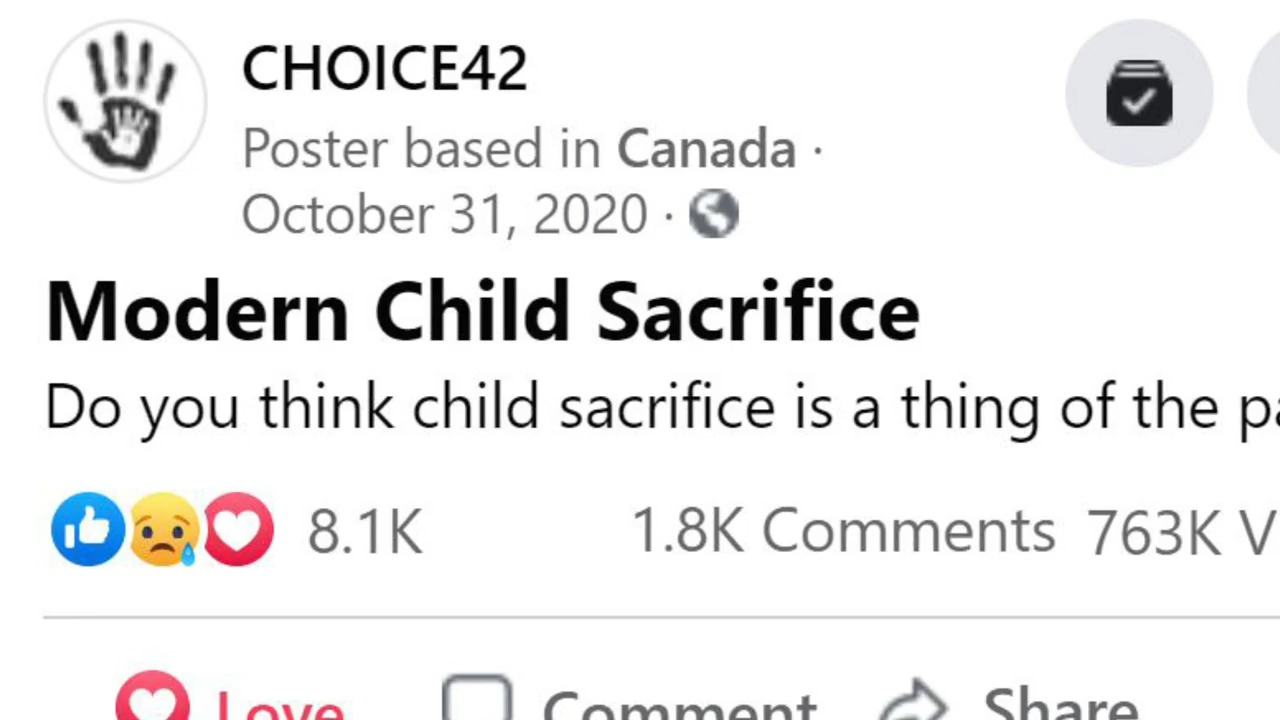 CHOICE42
Poster based in Canada ·
October 31, 2020 ·
Modern Child Sacrifice
Do you think child sacrifice is a thing of the
8.1K 1.8K Comments 763K
Love Comment Share